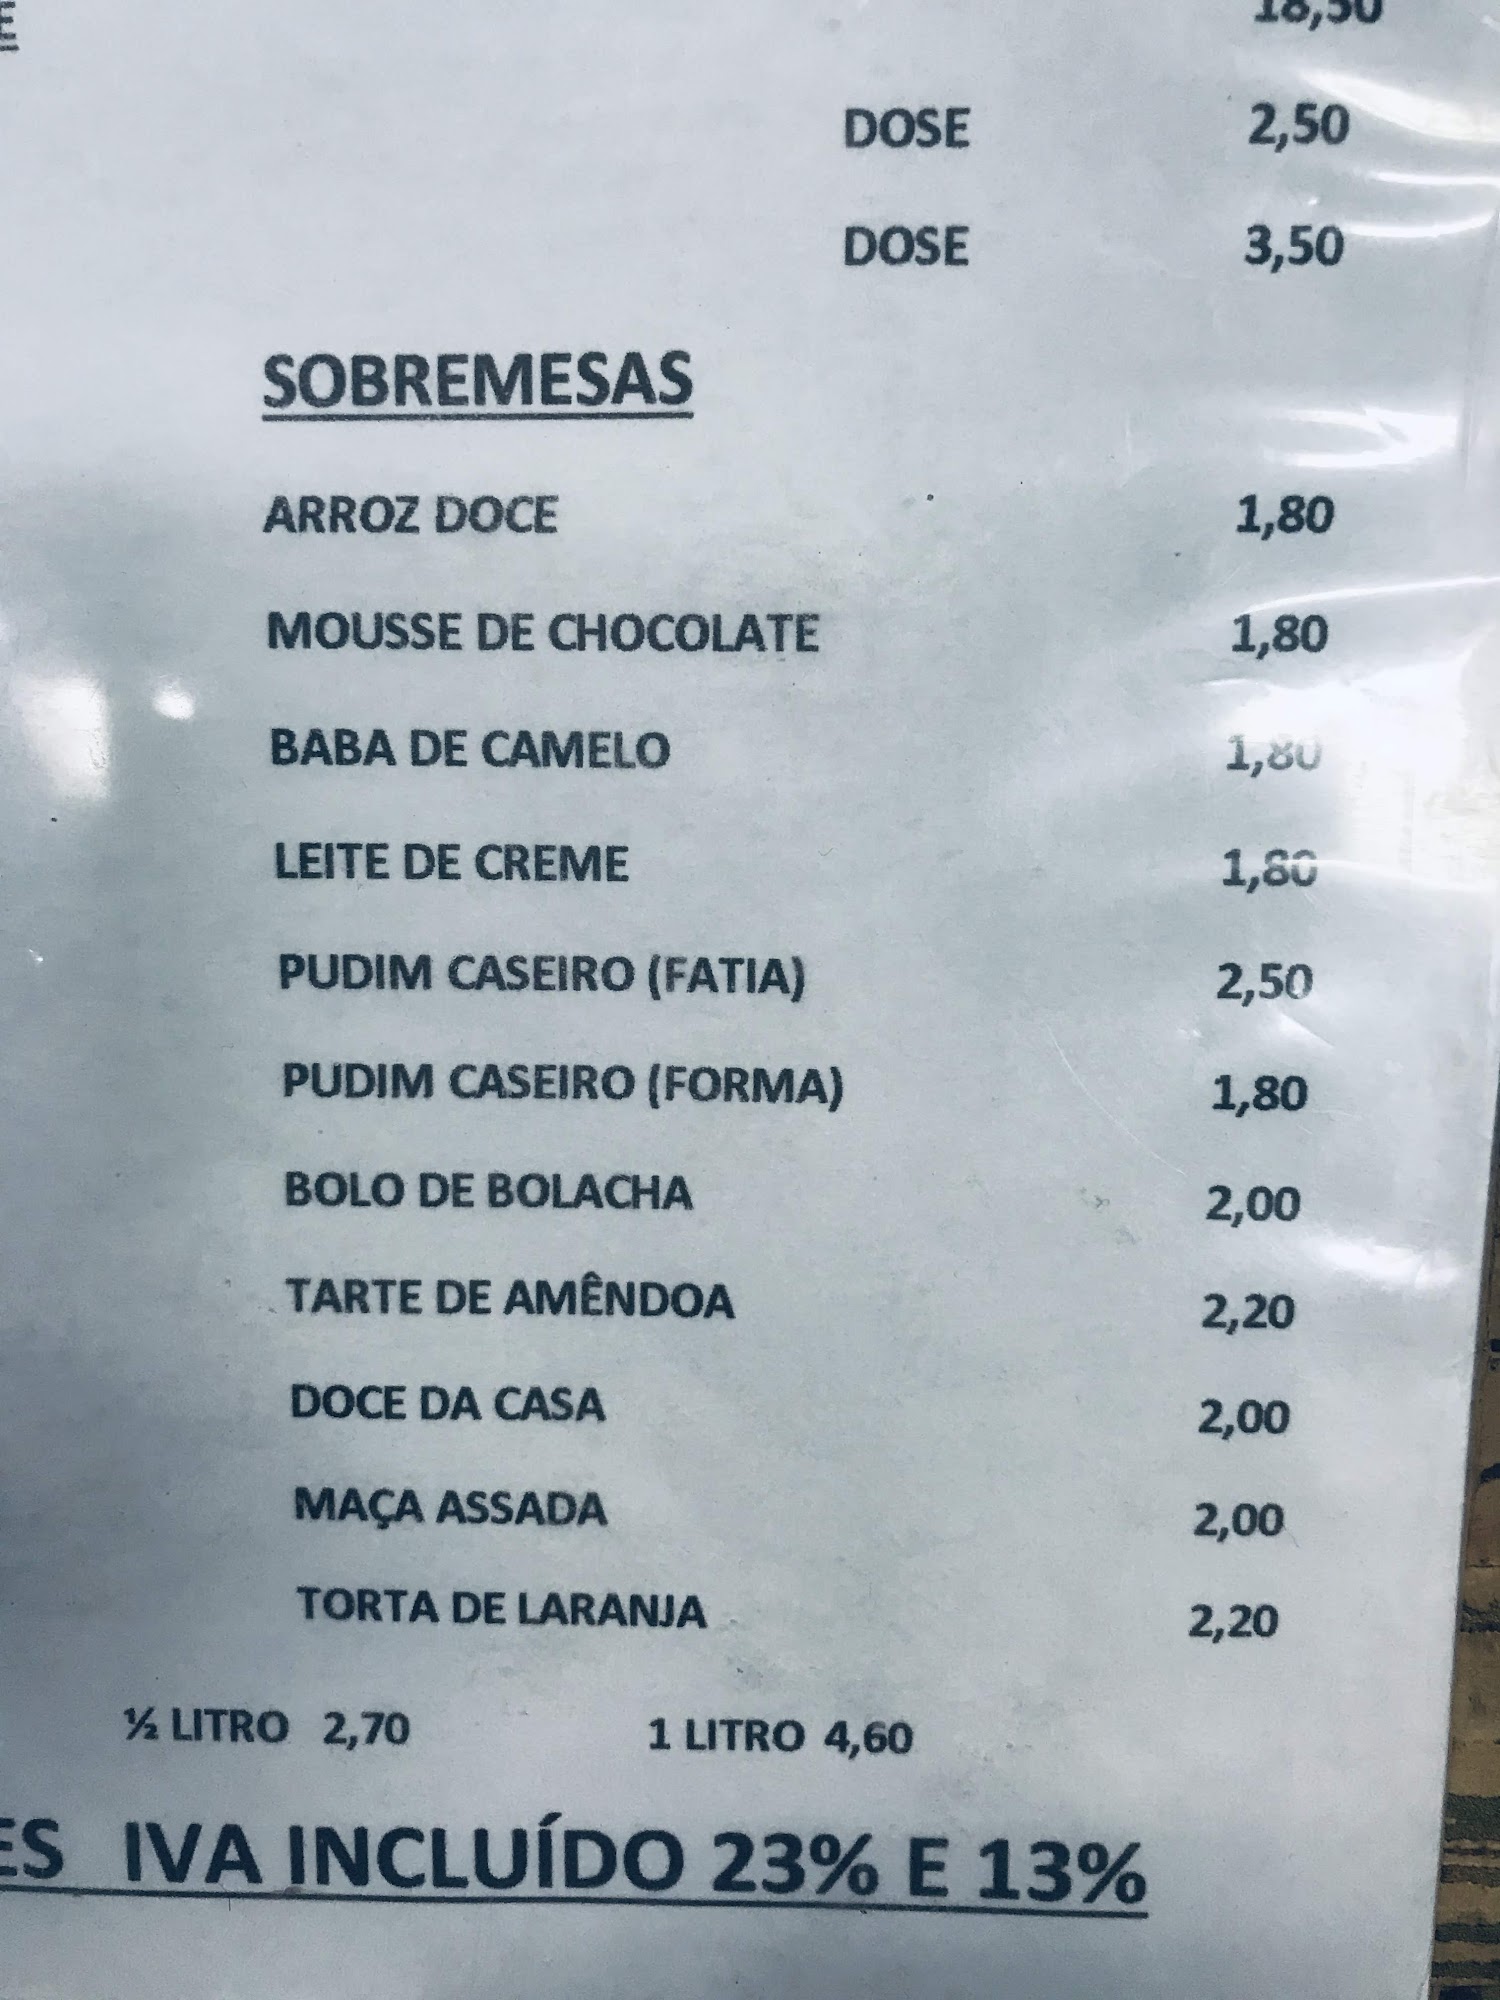 18,50
DOSE 2,50
DOSE 3,50
SOBREMESAS
ARROZ DOCE 1,80
MOUSSE DE CHOCOLATE 1,80
BABA DE CAMELO 1,80
LEITE DE CREME 1,80
PUDIM CASEIRO (FATIA) 2,50
PUDIM CASEIRO (FORMA) 1,80
BOLO DE BOLACHA 2,00
TARTE DE AMÊNDOA 2,20
DOCE DA CASA 2,00
MAÇA ASSADA 2,00
TORTA DE LARANJA 2,20
½ LITRO 2,70 1 LITRO 4,60
ES IVA INCLUÍDO 23% E 13%